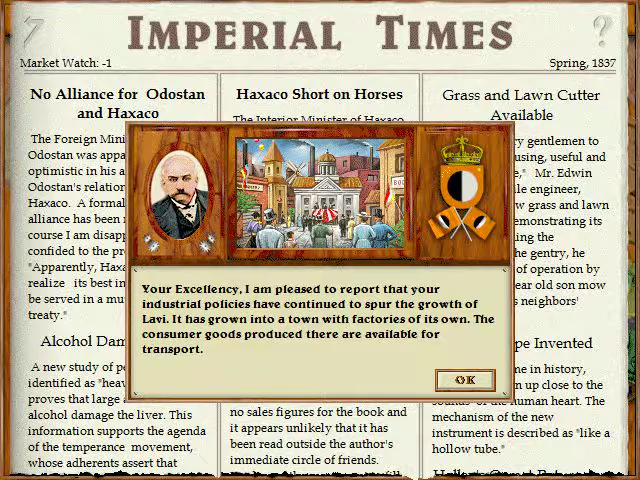 IMPERIAL TIMES
Market Watch: -1
Spring, 1837
No Alliance for Odostan
and Haxaco
The Foreign Mini
Odostan was appa
optimistic in his a
Odostan's relation
Haxaco. A formal
alliance has been r
course I am disapp
confided to the pr
"Apparently, Haxa
realize its best in
be served in a mu
treaty."
Alcohol Dam
A new study of pe
identified as "heav
proves that large a
alcohol damage the liver. This
information supports the agenda
of the temperance movement,
whose adherents assert that
Haxaco Short on Horses
The Interior Minister of Haxaco
no sales figures for the book and
it appears unlikely that it has
been read outside the author's
immediate circle of friends.
Grass and Lawn Cutter
Available
ry gentlemen to
using, useful and
e," Mr. Edwin
le engineer,
w grass and lawn
emonstrating its
ing the
he gentry, he
of operation by
ear old son mow
s neighbors'
pe Invented
me in history,
n up close to the
sounds of the human heart. The
mechanism of the new
instrument is described as "like a
hollow tube."
Your Excellency, I am pleased to report that your
industrial policies have continued to spur the growth of
Lavi. It has grown into a town with factories of its own. The
consumer goods produced there are available for
transport.
OK